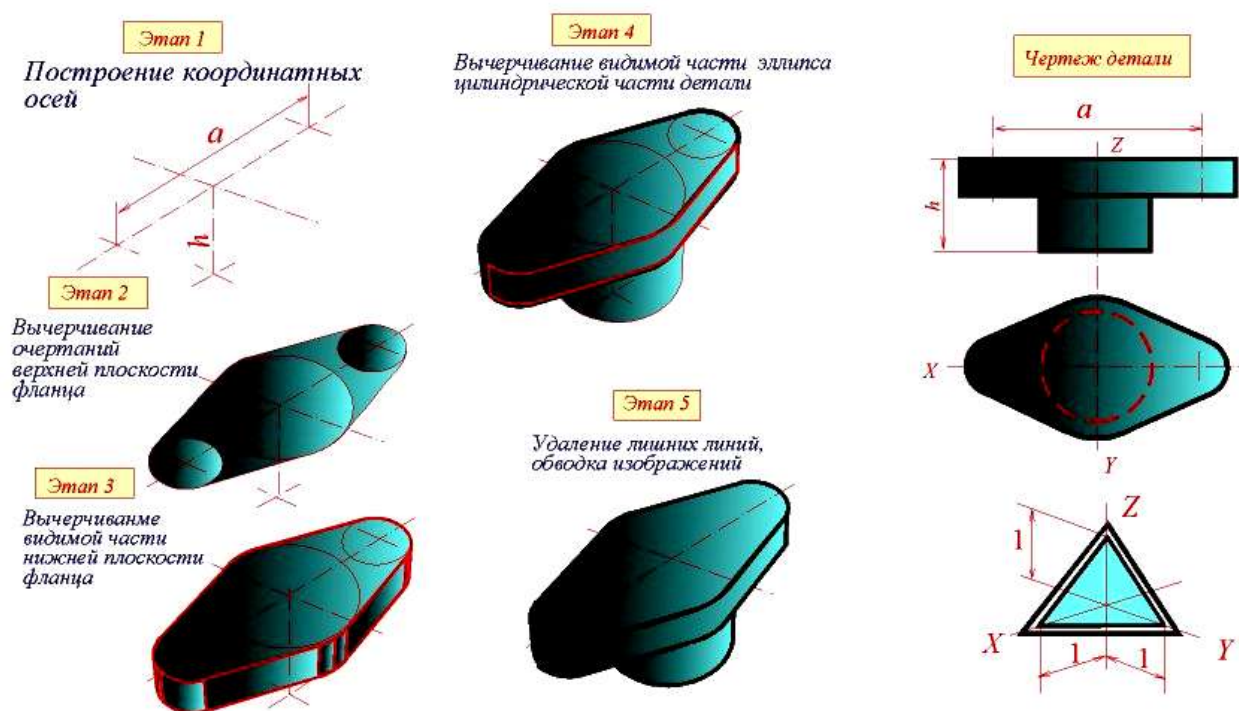 Этап 1
Построение координатных
осей
a
h
Этап 2
Вычерчивание
очертаний
верхней плоскости
фланца
Этап 3
Вычерчиванме
видимой части
нижней плоскости
фланца
Этап 4
Вычерчивание видимой части эллипса
цилиндрической части детали
Этап 5
Удаление лишних линий,
обводка изображений
Чертеж детали
a
Z
h
X
Y
Z
1
X
Y
1
1